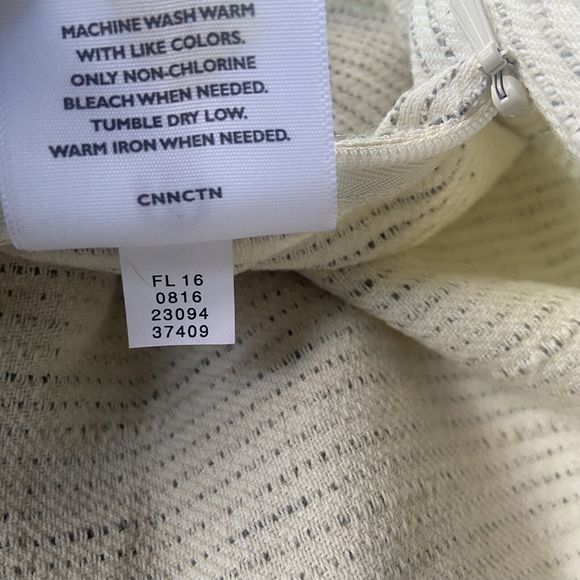 MACHINE WASH WARM
WITH LIKE COLORS.
ONLY NON-CHLORINE
BLEACH WHEN NEEDED.
TUMBLE DRY LOW.
WARM IRON WHEN NEEDED.
CNNCTN
FL 16
0816
23094
37409